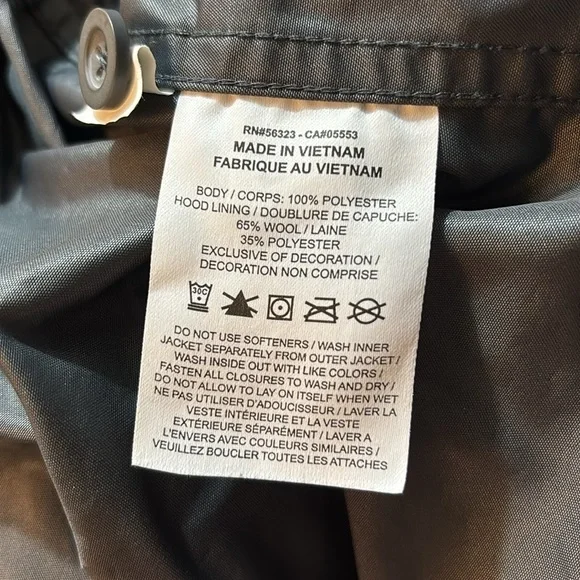 RN#56323 - CA#05553
MADE IN VIETNAM
FABRIQUE AU VIETNAM
BODY / CORPS: 100% POLYESTER
HOOD LINING / DOUBLURE DE CAPUCHE:
65% WOOL / LAINE
35% POLYESTER
EXCLUSIVE OF DECORATION /
DECORATION NON COMPRISE
30C
DO NOT USE SOFTENERS / WASH INNER
JACKET SEPARATELY FROM OUTER JACKET /
WASH INSIDE OUT WITH LIKE COLORS /
FASTEN ALL CLOSURES TO WASH AND DRY /
DO NOT ALLOW TO LAY ON ITSELF WHEN WET
NE PAS UTILISER D'ADOUCISSEUR / LAVER LA
VESTE INTÉRIEURE ET LA VESTE
EXTÉRIEURE SÉPARÉMENT / LAVER A
L'ENVERS AVEC COULEURS SIMILAIRES /
VEUILLEZ BOUCLER TOUTES LES ATTACHES